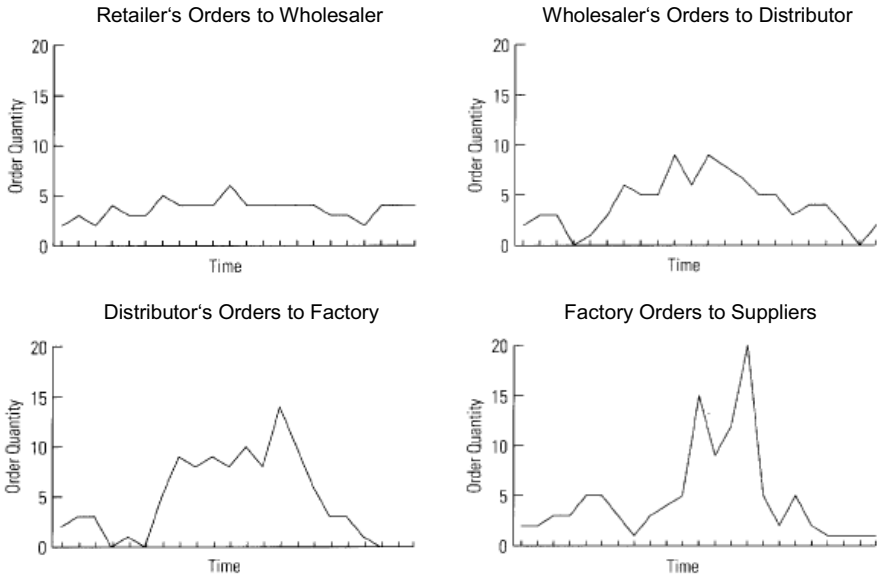 Retailer‘s Orders to Wholesaler
Order Quantity
20
15
10
5
0
Time
Wholesaler‘s Orders to Distributor
Order Quantity
20
15
10
5
0
Time
Distributor‘s Orders to Factory
Order Quantity
20
15
10
5
0
Time
Factory Orders to Suppliers
Order Quantity
20
15
10
5
0
Time